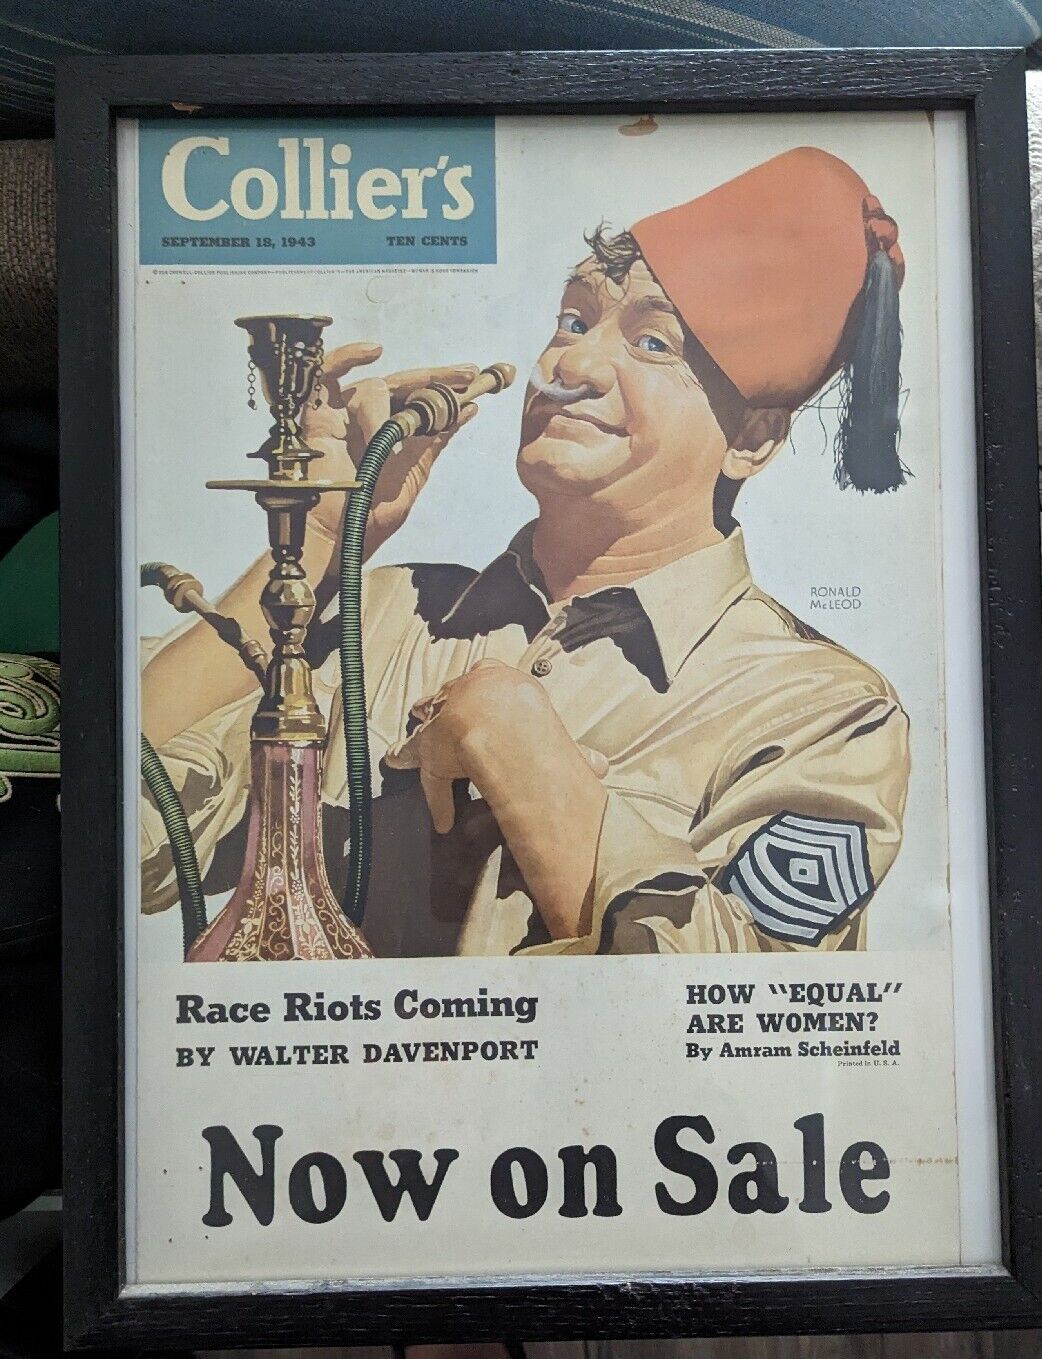 Collier's
SEPTEMBER 18, 1943 TEN CENTS
RONALD
McLEOD
Race Riots Coming
BY WALTER DAVENPORT
HOW "EQUAL"
ARE WOMEN?
By Amram Scheinfeld
Printed in U. S. A.
Now on Sale